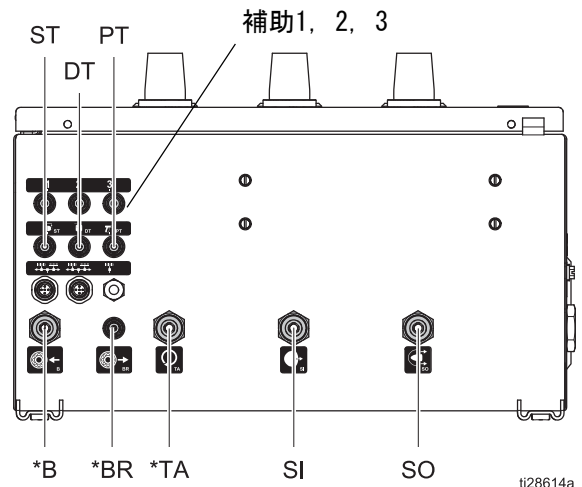 ST
PT
補助1, 2, 3
DT
1 2 3
ST DT PT
B BR TA SI SO
*B *BR *TA SI SO
ti28614a